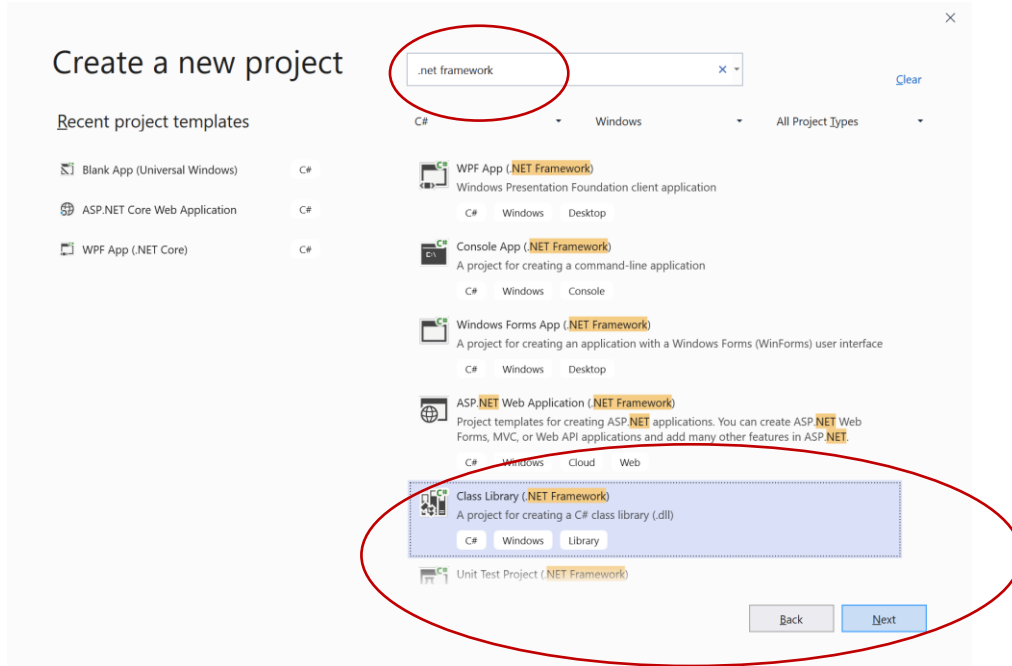 Create a new project
.net framework
Clear
Recent project templates
C#
Windows
All Project Types
Blank App (Universal Windows)
C#
ASP.NET Core Web Application
C#
WPF App (.NET Core)
C#
WPF App (.NET Framework)
Windows Presentation Foundation client application
C# Windows Desktop
Console App (.NET Framework)
A project for creating a command-line application
C# Windows Console
Windows Forms App (.NET Framework)
A project for creating an application with a Windows Forms (WinForms) user interface
C# Windows Desktop
ASP.NET Web Application (.NET Framework)
Project templates for creating ASP.NET applications. You can create ASP.NET Web
Forms, MVC, or Web API applications and add many other features in ASP.NET.
C# Windows Cloud Web
Class Library (.NET Framework)
A project for creating a C# class library (.dll)
C# Windows Library
Unit Test Project (.NET Framework)
Back
Next